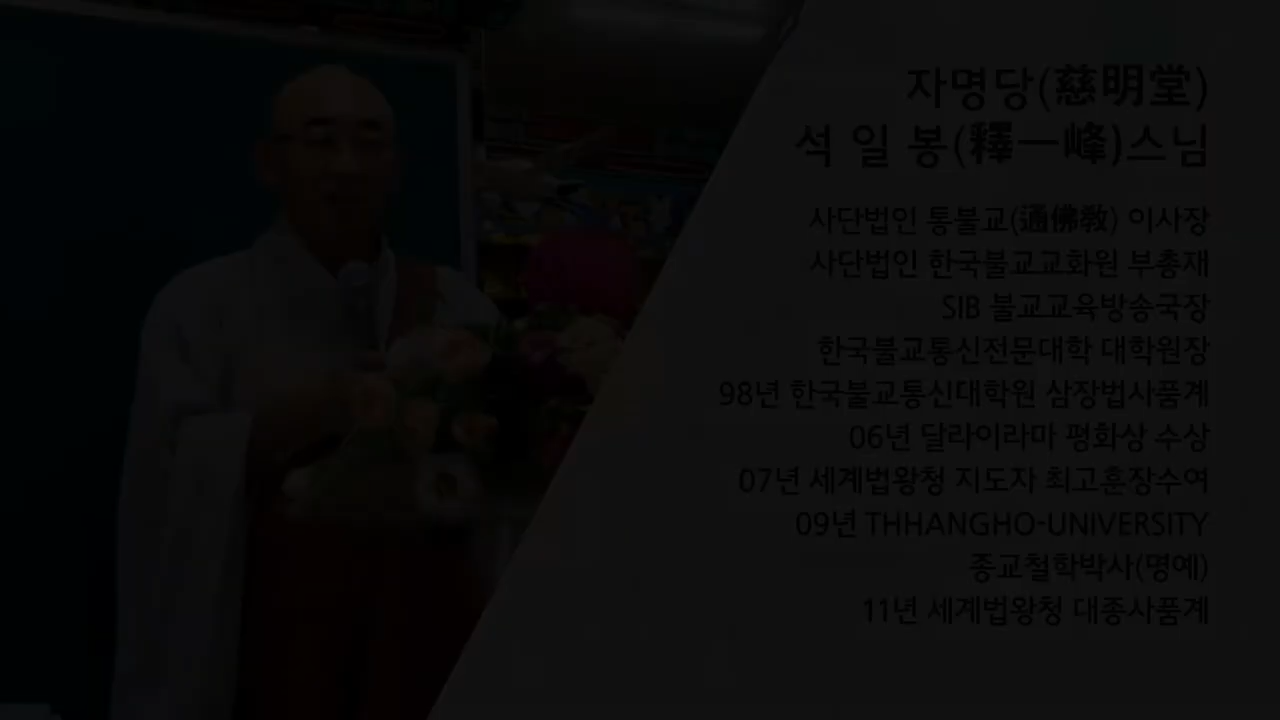 자명당(慈明堂)
석 일 봉(釋一峰)스님
사단법인 통불교(通佛敎) 이사장
사단법인 한국불교교화원 부총재
SIB 불교교육방송국장
한국불교통신전문대학 대학원장
98년 한국불교통신대학원 삼장법사품계
06년 달라이라마 평화상 수상
07년 세계법왕청 지도자 최고훈장수여
09년 THHANGHO-UNIVERSITY
종교철학박사(명예)
11년 세계법왕청 대종사품계